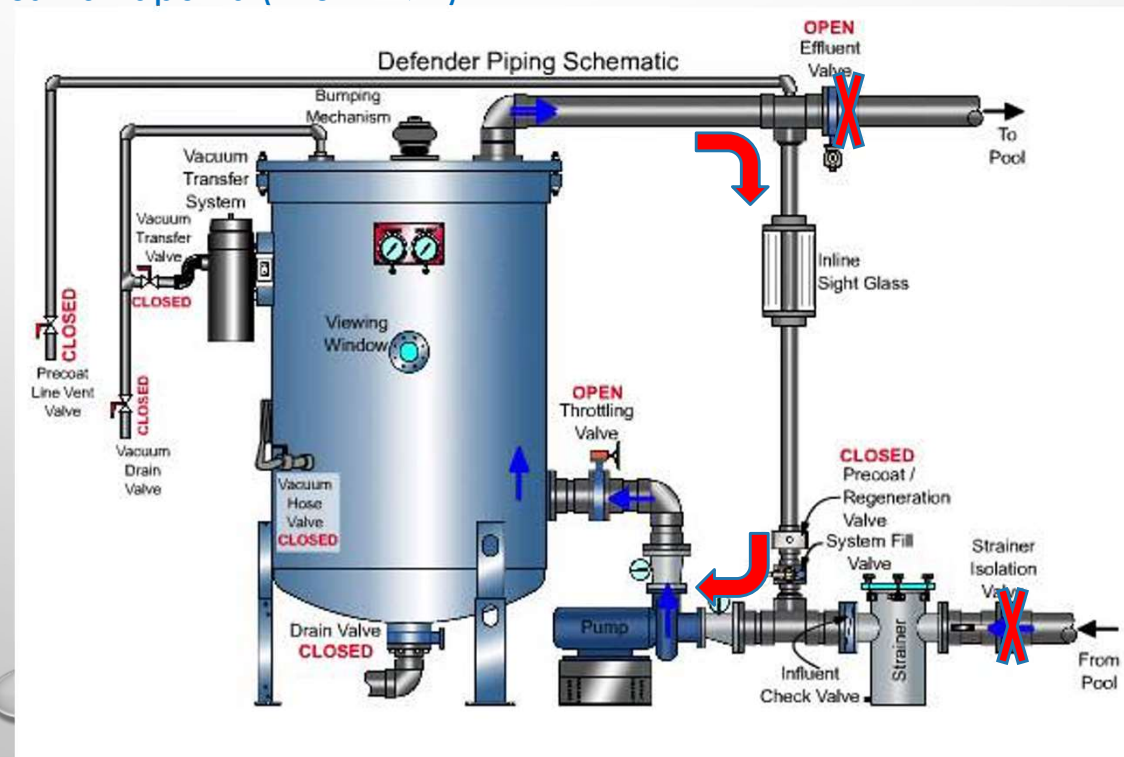 Defender Piping Schematic
OPEN
Effluent
Valve
To
Pool
Bumping
Mechanism
Vacuum
Transfer
System
Vacuum
Transfer
Valve
CLOSED
CLOSED
Precoat
Line Vent
Valve
CLOSED
Vacuum
Drain
Valve
Viewing
Window
Inline
Sight Glass
OPEN
Throttling
Valve
Vacuum
Hose
Valve
CLOSED
CLOSED
Precoat /
Regeneration
Valve
System Fill
Valve
Strainer
Isolation
Valve
Drain Valve
CLOSED
Pump
Strainer
Influent
Check Valve
From
Pool